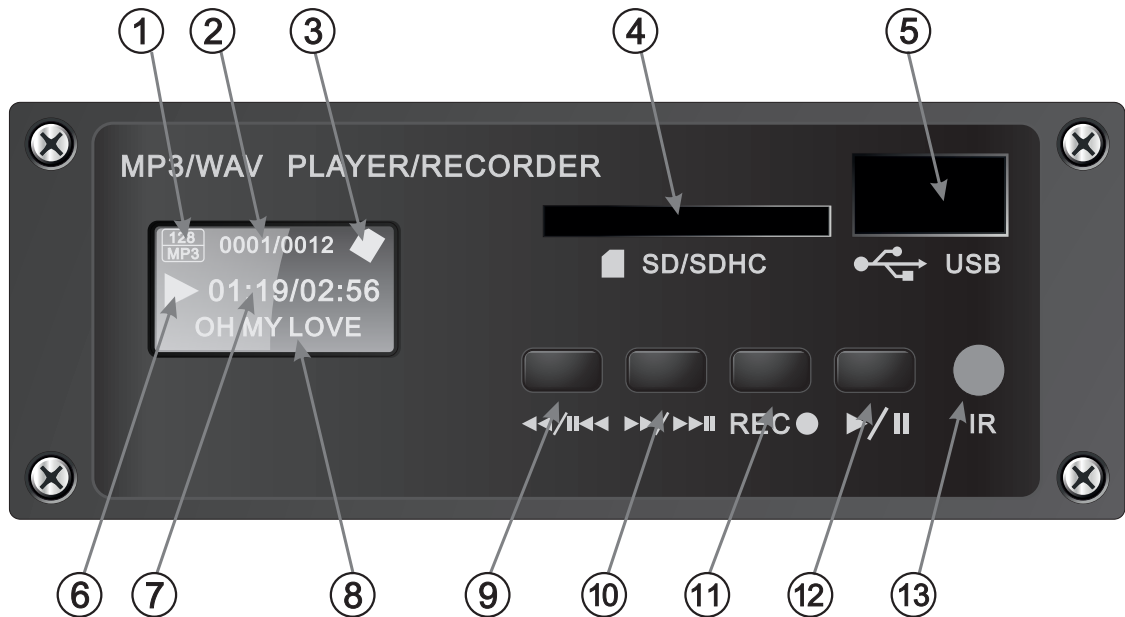 ① ② ③ ④ ⑤
MP3/WAV PLAYER/RECORDER
128
MP3
0001/0012
01:19/02:56
OH MY LOVE
SD/SDHC
USB
REC
IR
⑥ ⑦ ⑧ ⑨ ⑩ ⑪ ⑫ ⑬